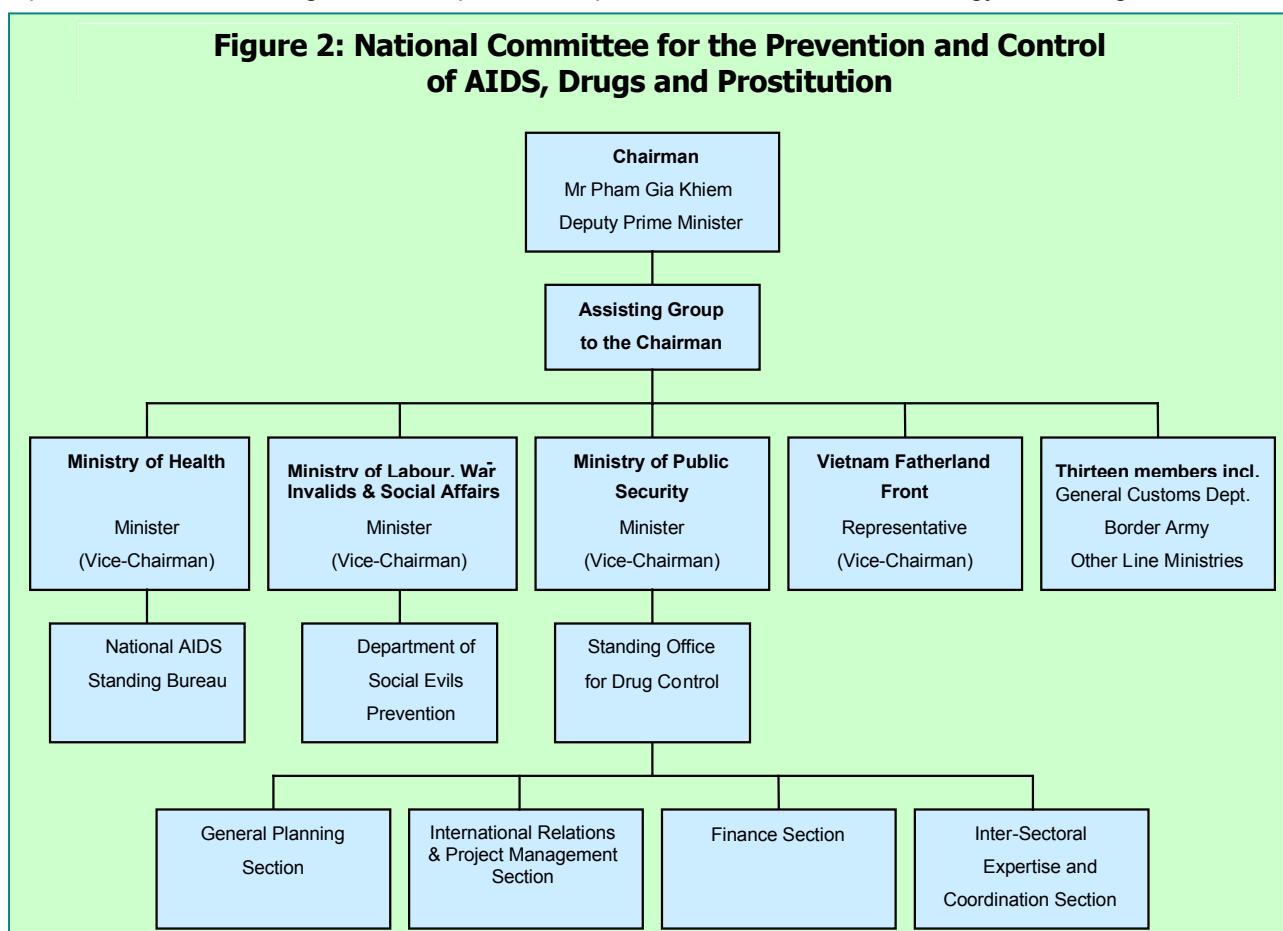 Figure 2: National Committee for the Prevention and Control
of AIDS, Drugs and Prostitution
Chairman
Mr Pham Gia Khiem
Deputy Prime Minister
Assisting Group
to the Chairman
Ministry of Health
Minister
(Vice-Chairman)
Ministry of Labour, War
Invalids & Social Affairs
Minister
(Vice-Chairman)
Ministry of Public
Security
Minister
(Vice-Chairman)
Vietnam Fatherland
Front
Representative
(Vice-Chairman)
Thirteen members incl.
General Customs Dept.
Border Army
Other Line Ministries
National AIDS
Standing Bureau
Department of
Social Evils
Prevention
Standing Office
for Drug Control
General Planning
Section
International Relations
& Project Management
Section
Finance Section
Inter-Sectoral
Expertise and
Coordination Section